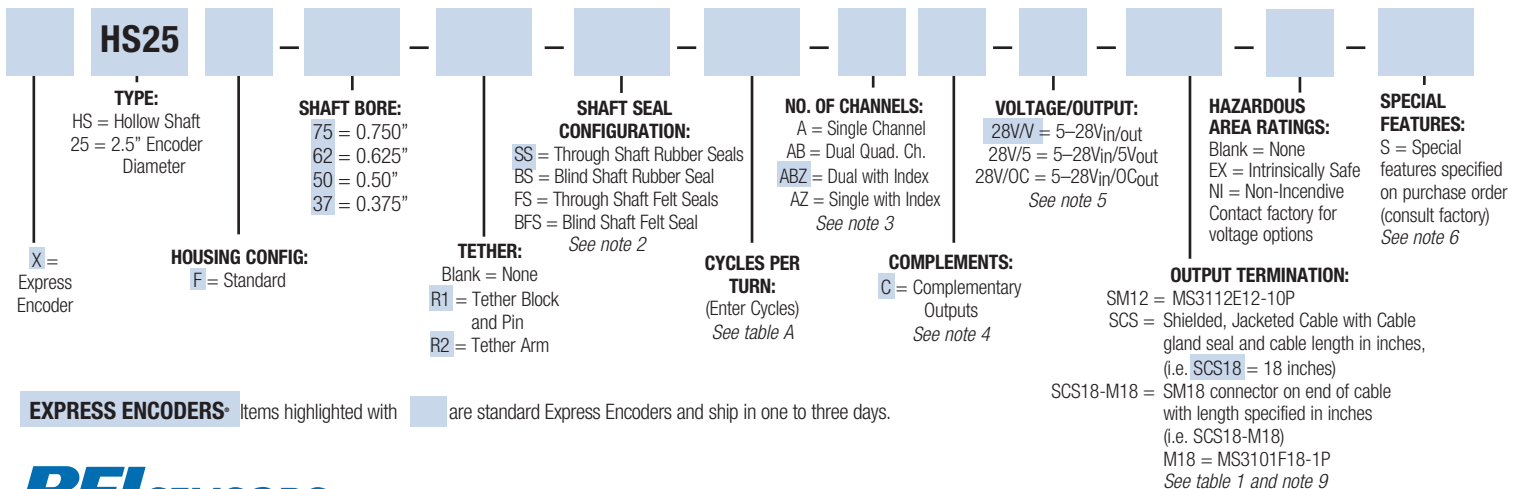 HS25
TYPE:
HS = Hollow Shaft
25 = 2.5" Encoder
Diameter
SHAFT BORE:
75 = 0.750"
62 = 0.625"
50 = 0.50"
37 = 0.375"
SHAFT SEAL
CONFIGURATION:
SS = Through Shaft Rubber Seals
BS = Blind Shaft Rubber Seal
FS = Through Shaft Felt Seals
BFS = Blind Shaft Felt Seal
See note 2
NO. OF CHANNELS:
A = Single Channel
AB = Dual Quad. Ch.
ABZ = Dual with Index
AZ = Single with Index
See note 3
VOLTAGE/OUTPUT:
28V/V = 5–28Vin/out
28V/5 = 5–28Vin/5Vout
28V/OC = 5–28Vin/OCout
See note 5
HAZARDOUS
AREA RATINGS:
Blank = None
EX = Intrinsically Safe
NI = Non-Incendive
Contact factory for
voltage options
SPECIAL
FEATURES:
S = Special
features specified
on purchase order
(consult factory)
See note 6
X =
Express
Encoder
HOUSING CONFIG:
F = Standard
TETHER:
Blank = None
R1 = Tether Block
and Pin
R2 = Tether Arm
CYCLES PER
TURN:
(Enter Cycles)
See table A
COMPLEMENTS:
C = Complementary
Outputs
See note 4
OUTPUT TERMINATION:
SM12 = MS3112E12-10P
SCS = Shielded, Jacketed Cable with Cable
gland seal and cable length in inches,
(i.e. SCS18 = 18 inches)
SCS18-M18 = SM18 connector on end of cable
with length specified in inches
(i.e. SCS18-M18)
M18 = MS3101F18-1P
See table 1 and note 9
EXPRESS ENCODERS® Items highlighted with are standard Express Encoders and ship in one to three days.
BEI SENSORS